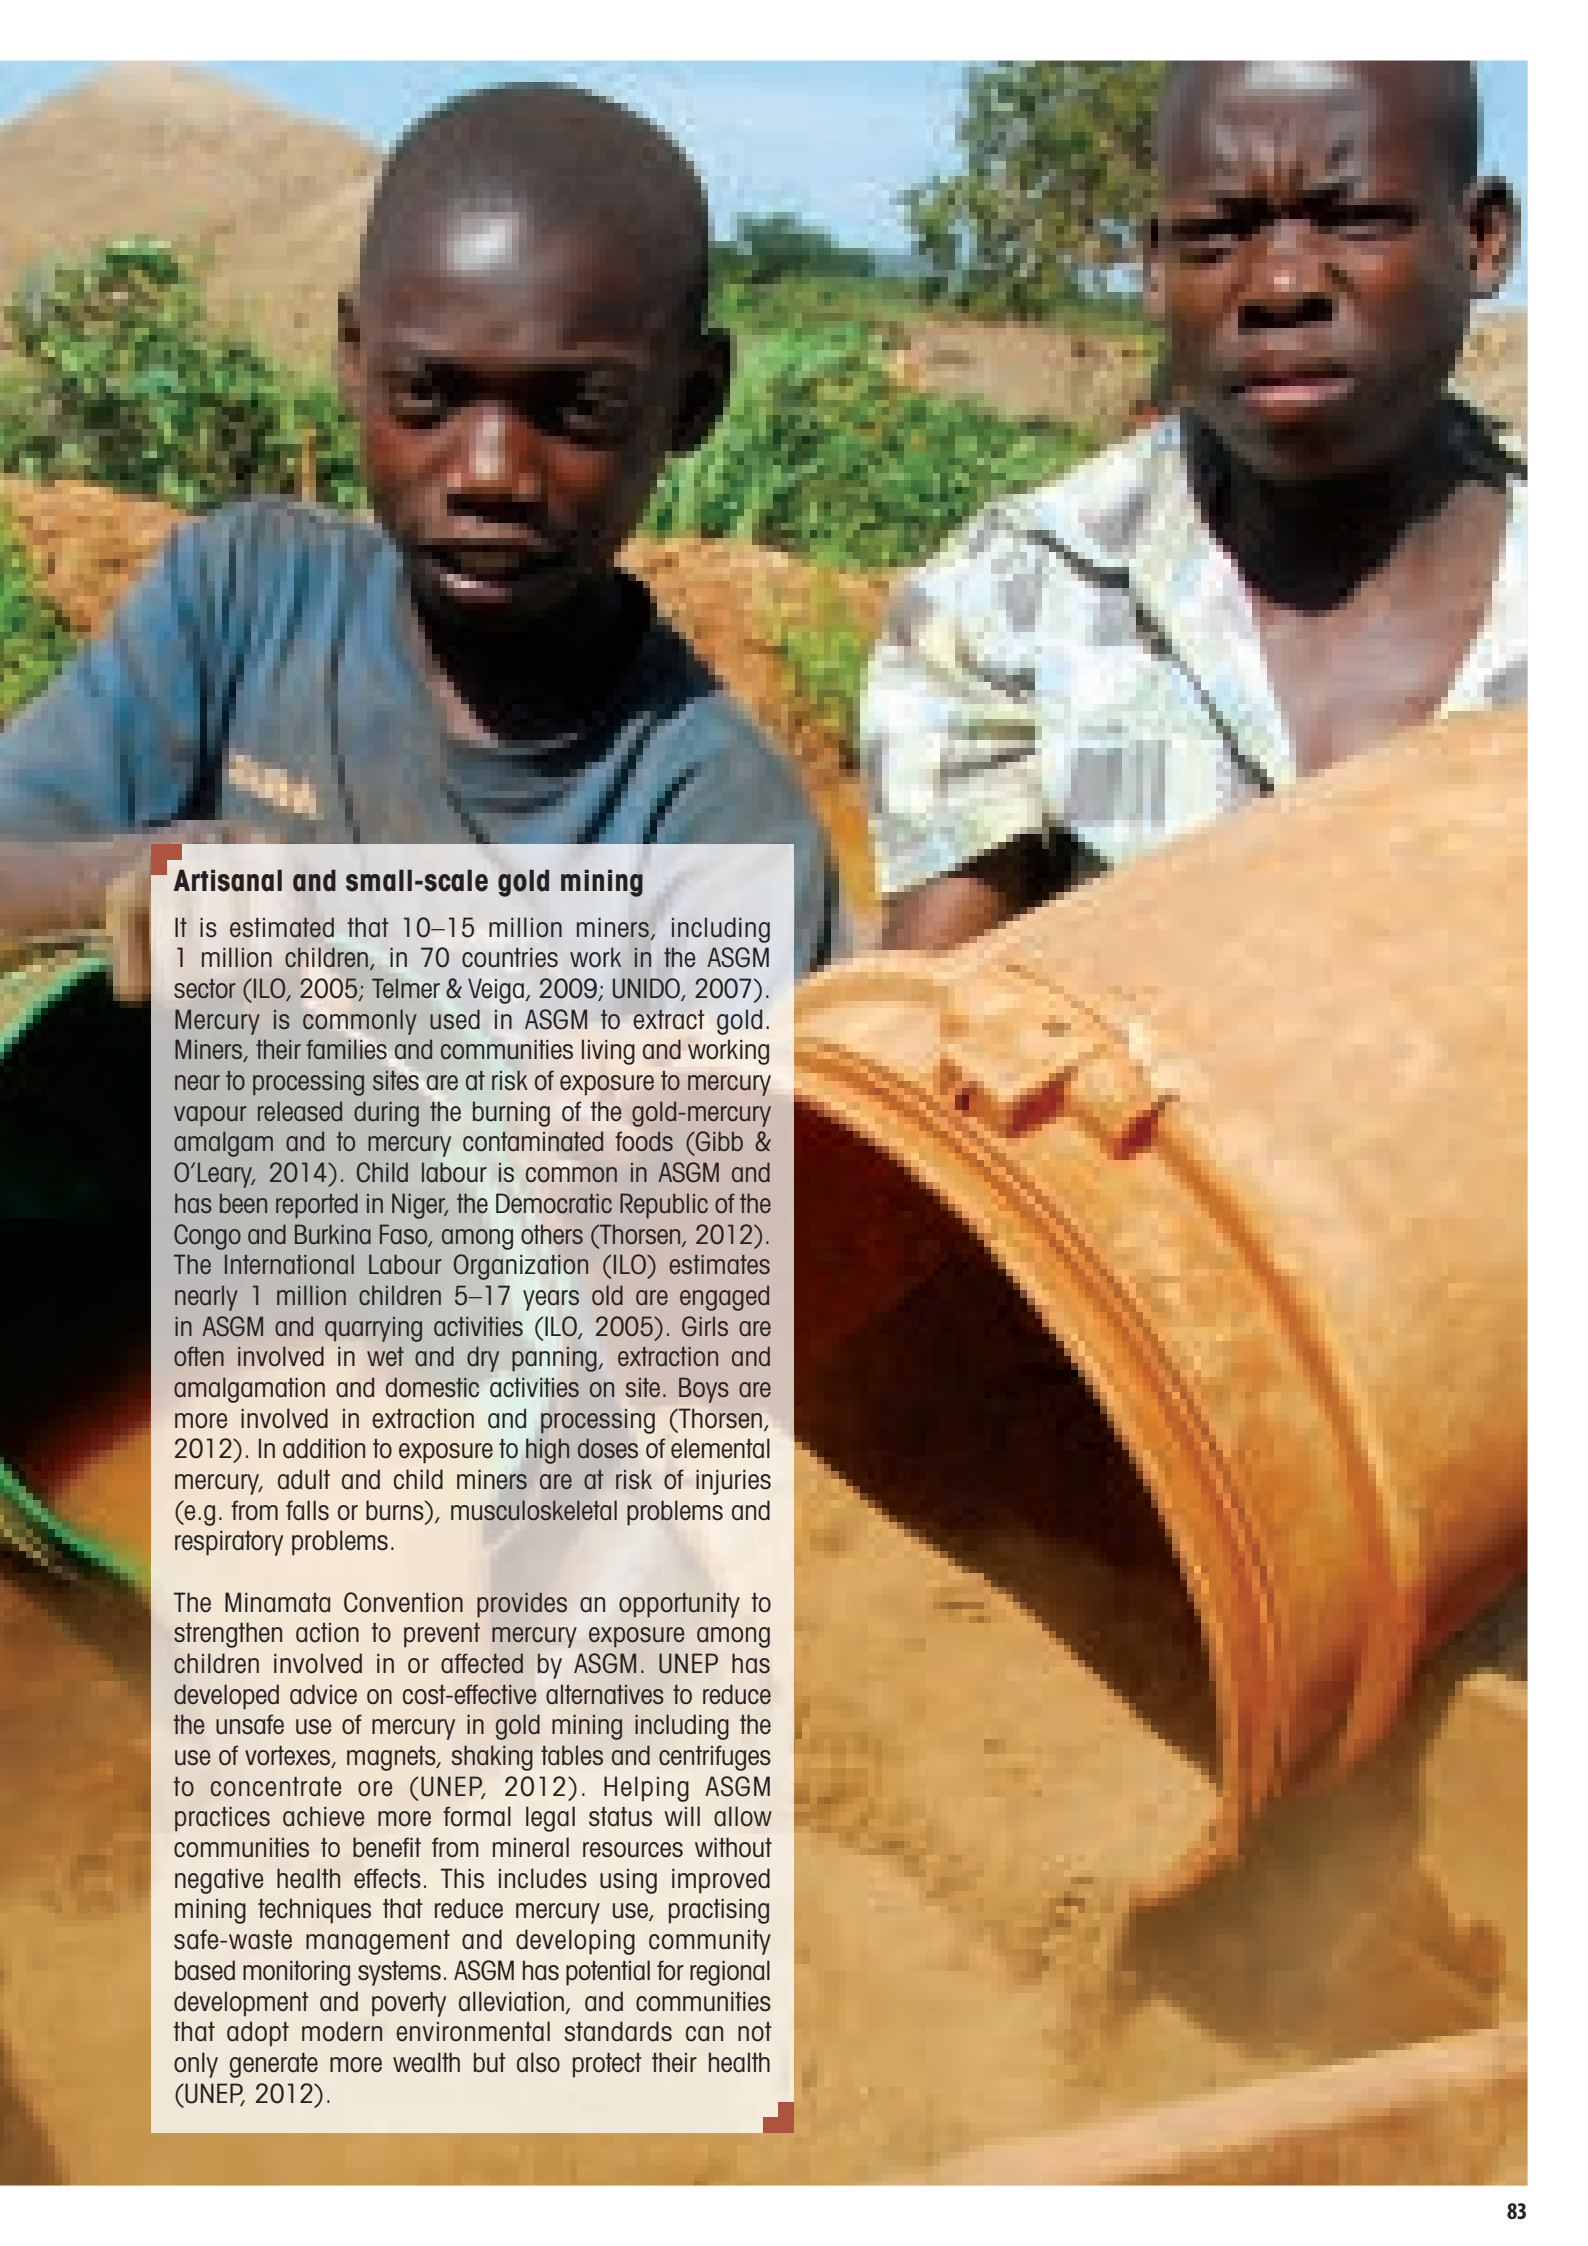 Artisanal and small-scale gold mining
It is estimated that 10–15 million miners, including
1 million children, in 70 countries work in the ASGM
sector (ILO, 2005; Telmer & Veiga, 2009; UNIDO, 2007).
Mercury is commonly used in ASGM to extract gold.
Miners, their families and communities living and working
near to processing sites are at risk of exposure to mercury
vapour released during the burning of the gold-mercury
amalgam and to mercury contaminated foods (Gibb &
O’Leary, 2014). Child labour is common in ASGM and
has been reported in Niger, the Democratic Republic of the
Congo and Burkina Faso, among others (Thorsen, 2012).
The International Labour Organization (ILO) estimates
nearly 1 million children 5–17 years old are engaged
in ASGM and quarrying activities (ILO, 2005). Girls are
often involved in wet and dry panning, extraction and
amalgamation and domestic activities on site. Boys are
more involved in extraction and processing (Thorsen,
2012). In addition to exposure to high doses of elemental
mercury, adult and child miners are at risk of injuries
(e.g. from falls or burns), musculoskeletal problems and
respiratory problems.
The Minamata Convention provides an opportunity to
strengthen action to prevent mercury exposure among
children involved in or affected by ASGM. UNEP has
developed advice on cost-effective alternatives to reduce
the unsafe use of mercury in gold mining including the
use of vortexes, magnets, shaking tables and centrifuges
to concentrate ore (UNEP, 2012). Helping ASGM
practices achieve more formal legal status will allow
communities to benefit from mineral resources without
negative health effects. This includes using improved
mining techniques that reduce mercury use, practising
safe-waste management and developing community
based monitoring systems. ASGM has potential for regional
development and poverty alleviation, and communities
that adopt modern environmental standards can not
only generate more wealth but also protect their health
(UNEP, 2012).
83